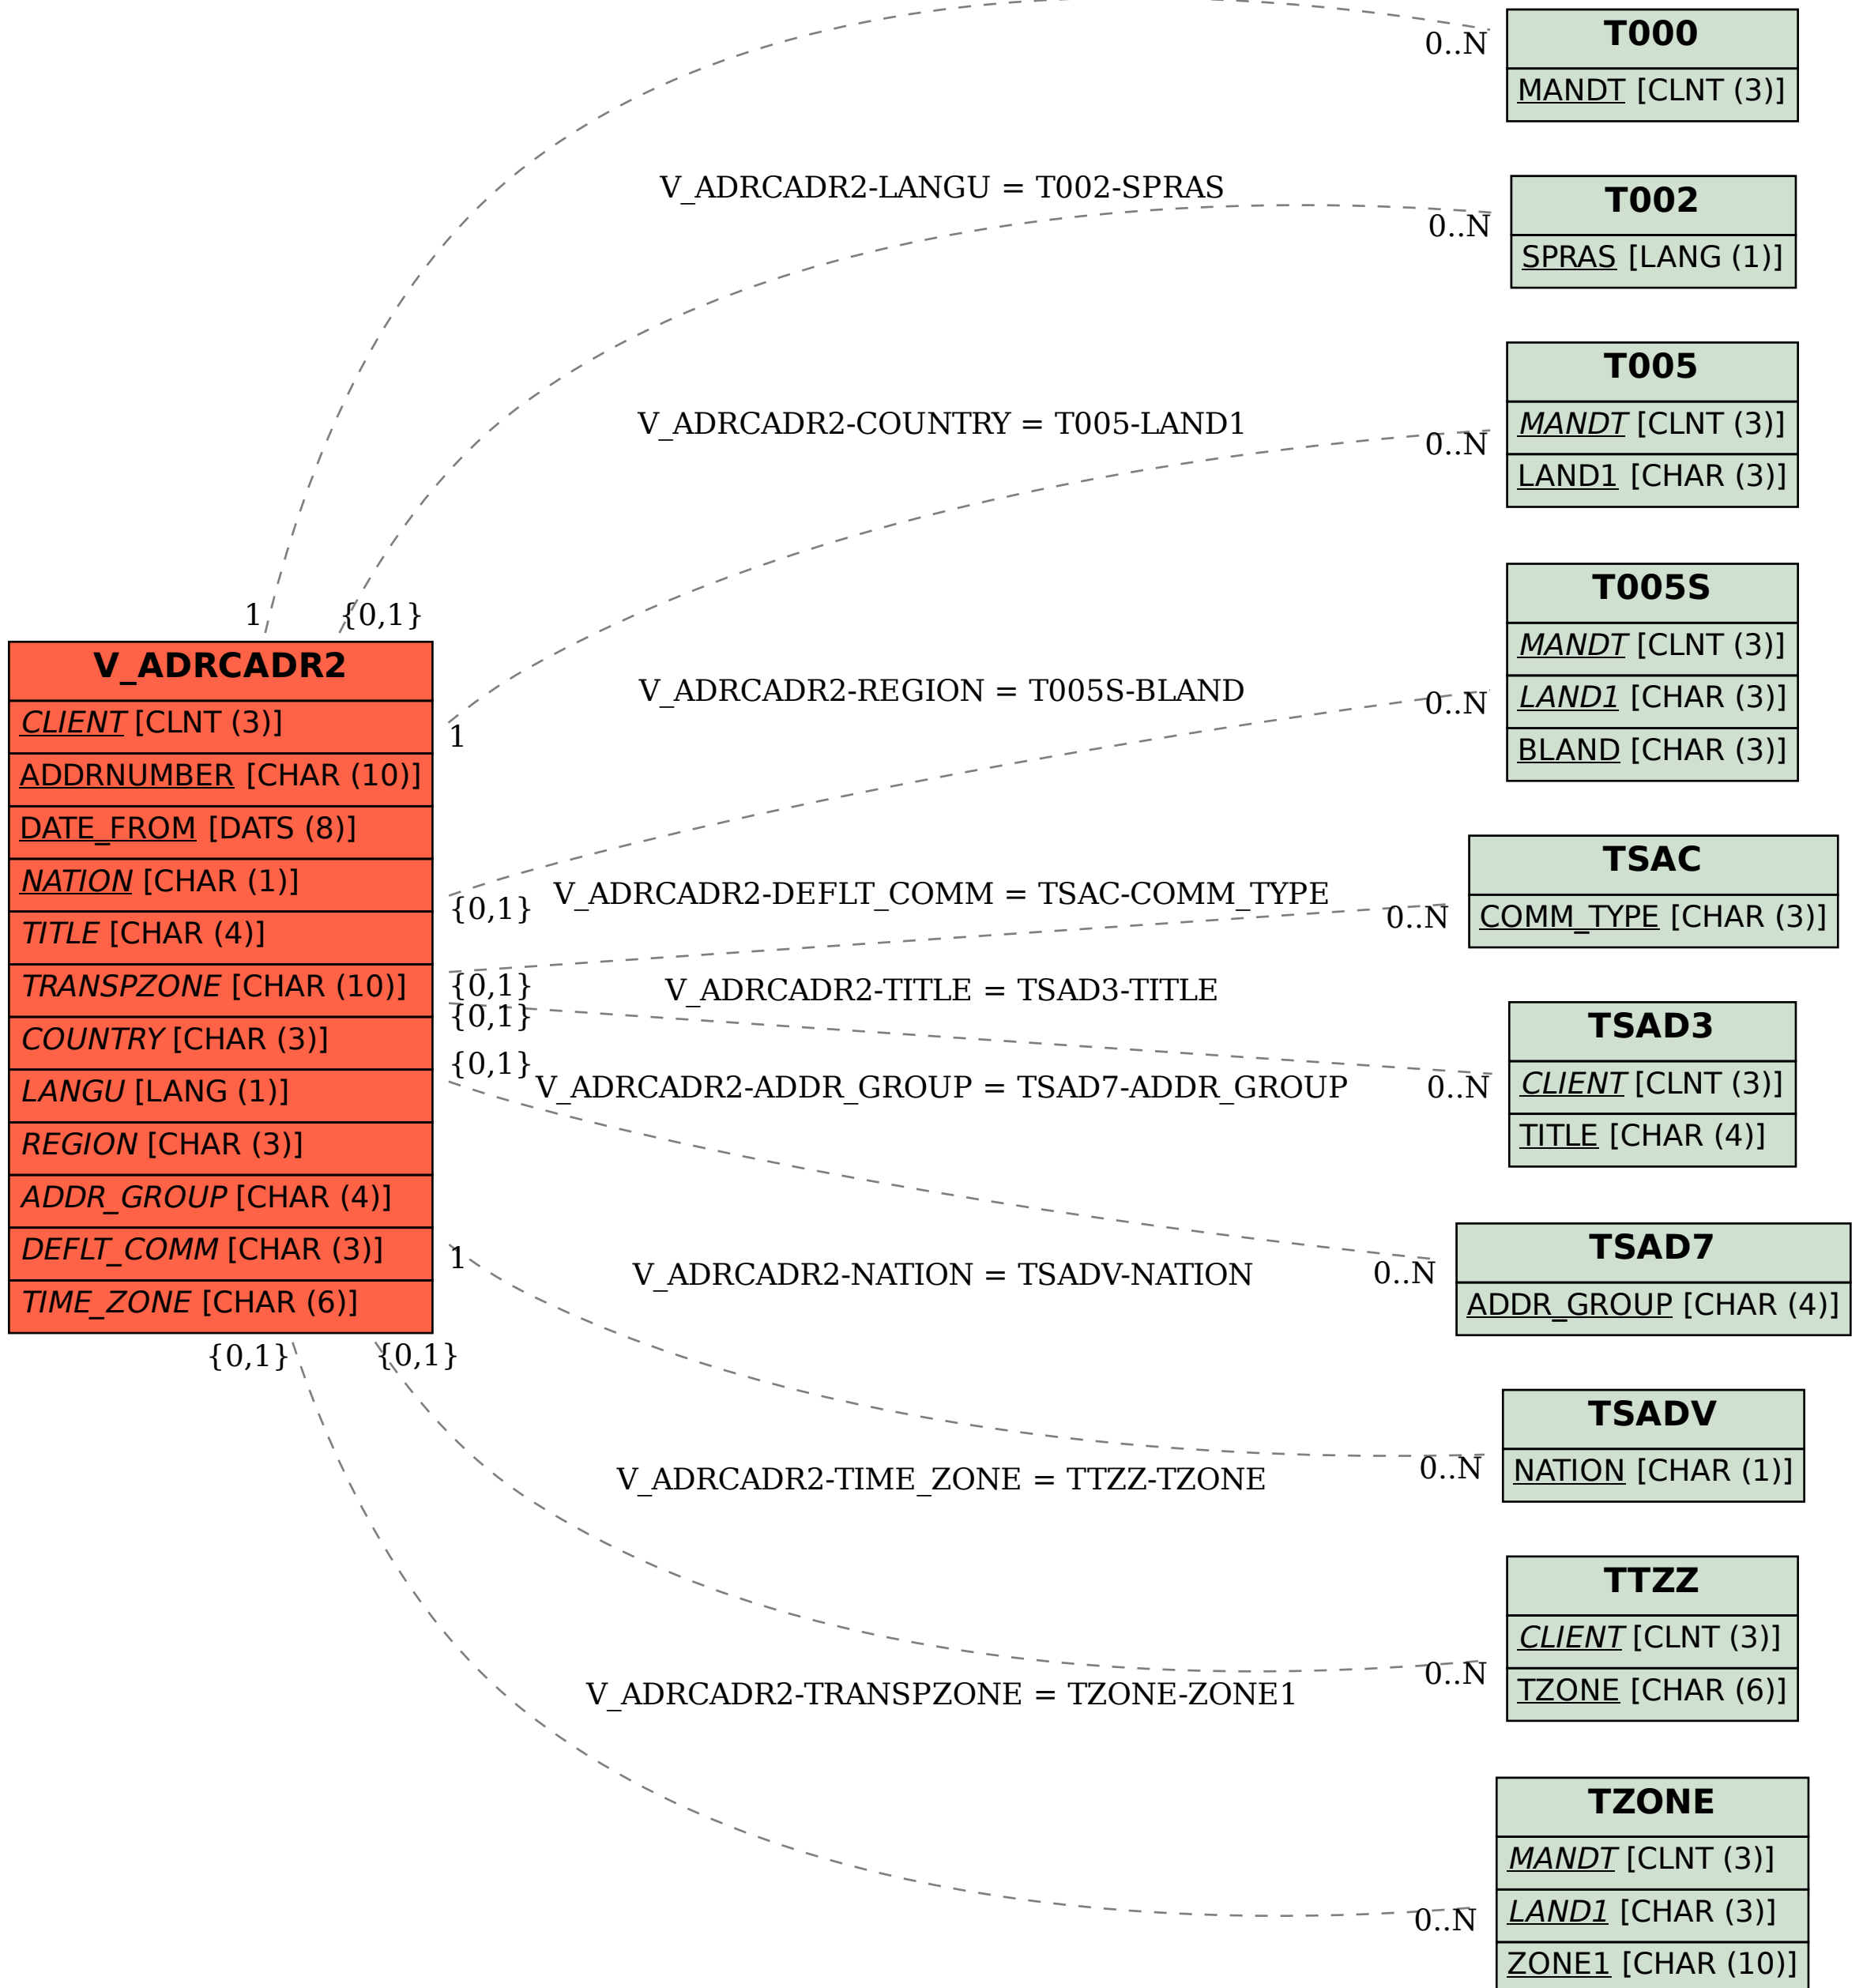 0..N
T000
MANDT [CLNT (3)]
V_ADRCADR2-LANGU = T002-SPRAS
0..N
T002
SPRAS [LANG (1)]
V_ADRCADR2-COUNTRY = T005-LAND1
0..N
T005
MANDT [CLNT (3)]
LAND1 [CHAR (3)]
1
{0,1}
V_ADRCADR2
CLIENT [CLNT (3)]
ADDRNUMBER [CHAR (10)]
DATE_FROM [DATS (8)]
NATION [CHAR (1)]
TITLE [CHAR (4)]
TRANSPZONE [CHAR (10)]
COUNTRY [CHAR (3)]
LANGU [LANG (1)]
REGION [CHAR (3)]
ADDR_GROUP [CHAR (4)]
DEFLT_COMM [CHAR (3)]
TIME_ZONE [CHAR (6)]
1
V_ADRCADR2-REGION = T005S-BLAND
0..N
T005S
MANDT [CLNT (3)]
LAND1 [CHAR (3)]
BLAND [CHAR (3)]
{0,1}
V_ADRCADR2-DEFLT_COMM = TSAC-COMM_TYPE
0..N
TSAC
COMM_TYPE [CHAR (3)]
{0,1}
V_ADRCADR2-TITLE = TSAD3-TITLE
{0,1}
0..N
TSAD3
CLIENT [CLNT (3)]
TITLE [CHAR (4)]
{0,1}
V_ADRCADR2-ADDR_GROUP = TSAD7-ADDR_GROUP
0..N
TSAD7
ADDR_GROUP [CHAR (4)]
1
V_ADRCADR2-NATION = TSADV-NATION
0..N
TSADV
NATION [CHAR (1)]
{0,1}
{0,1}
V_ADRCADR2-TIME_ZONE = TTZZ-TZONE
0..N
TTZZ
CLIENT [CLNT (3)]
TZONE [CHAR (6)]
V_ADRCADR2-TRANSPZONE = TZONE-ZONE1
0..N
TZONE
MANDT [CLNT (3)]
LAND1 [CHAR (3)]
ZONE1 [CHAR (10)]